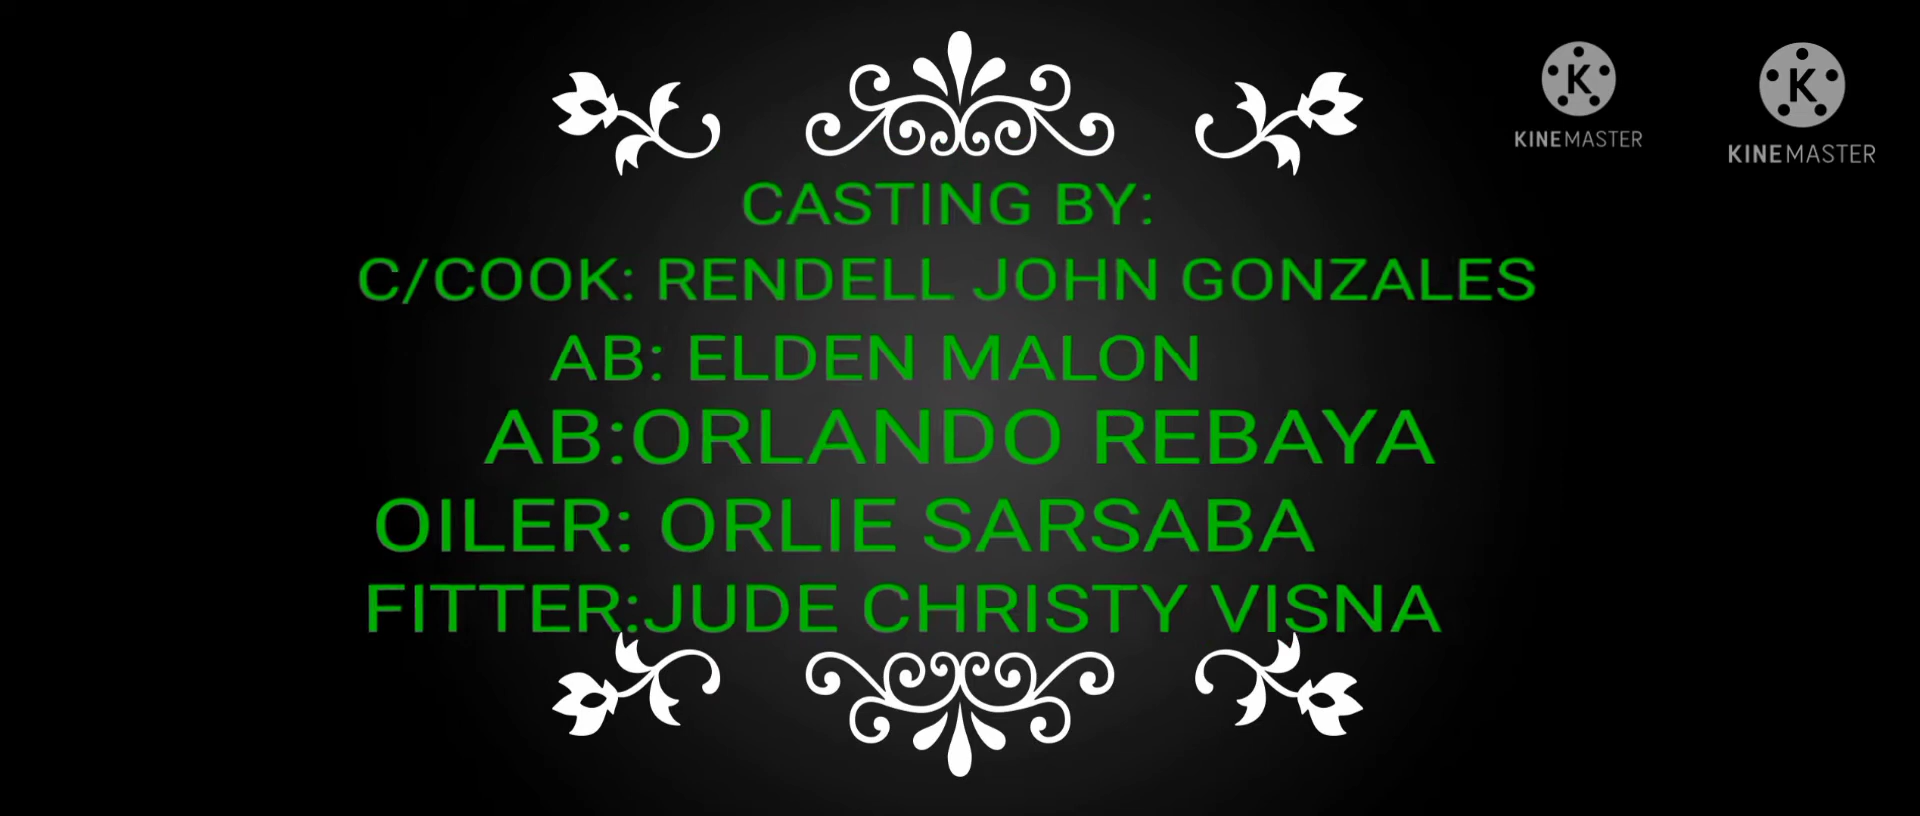 CASTING BY:
C/COOK: RENDELL JOHN GONZALES
AB: ELDEN MALON
AB:ORLANDO REBAYA
OILER: ORLIE SARSABA
FITTER:JUDE CHRISTY VISNA
K
KINEMASTER
K
KINEMASTER